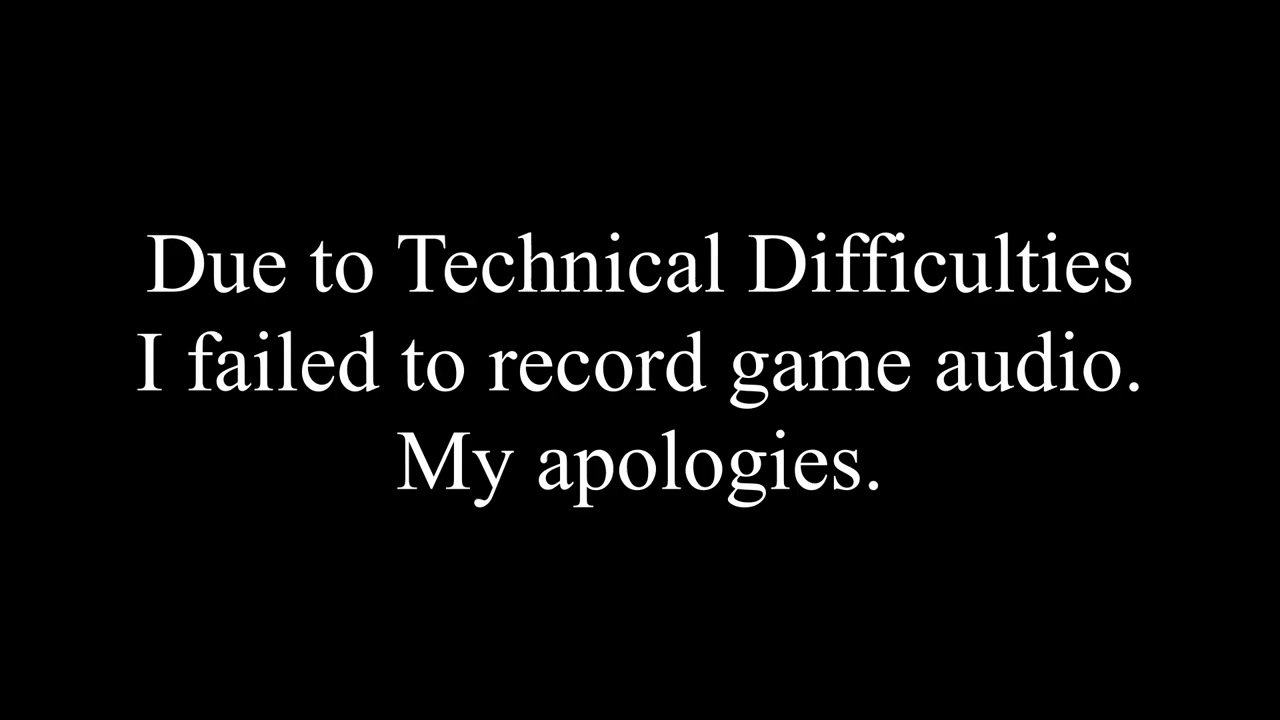 Due to Technical Difficulties
I failed to record game audio.
My apologies.